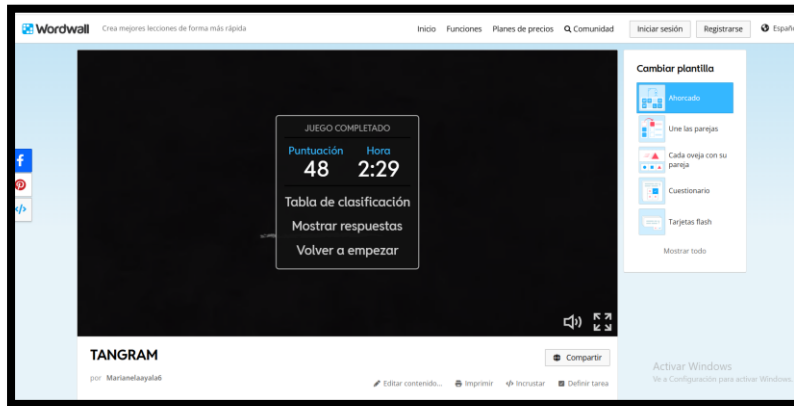 Wordwall Crea mejores lecciones de forma más rápida Inicio Funciones Planes de precios Comunidad Iniciar sesión Registrarse
Cambiar plantilla
Ahorcado
Une las parejas
Cada oveja con su
pareja
Cuestionario
Tarjetas flash
Mostrar todo
JUEGO COMPLETADO
Puntuación Hora
48 2:29
Tabla de clasificación
Mostrar respuestas
Volver a empezar
TANGRAM
Compartir
por Marianelaayala6
Editar contenido... Imprimir Incrustar Definir tarea
Activar Windows
Ve a Configuración para activar Windows.